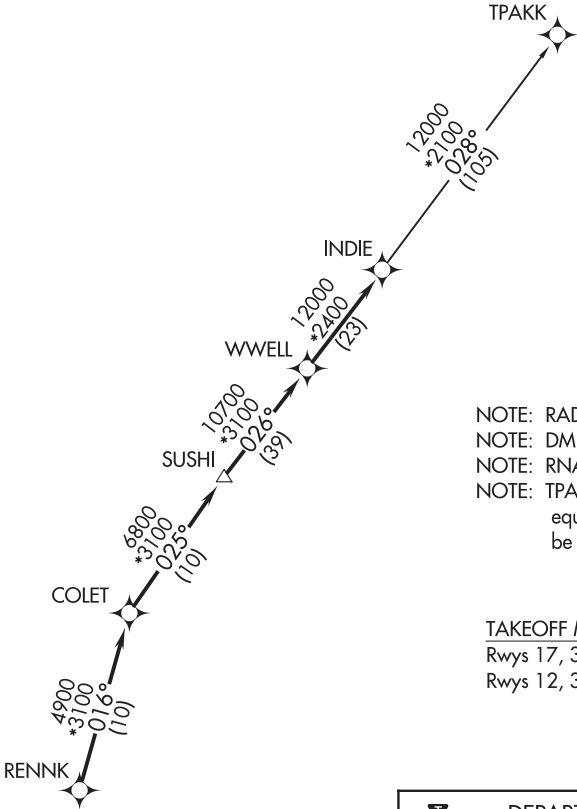 TPAKK
12000
*2100
028°
(105)
INDIE
12000
*2400
(23)
WWELL
10700
*3100
026°
(39)
SUSHI
6800
*3100
025°
(10)
COLET
4900
*3100
016°
(10)
RENNK
NOTE: RAD
NOTE: DM
NOTE: RNA
NOTE: TPA
equ
be
TAKEOFF
Rwys 17, 3
Rwys 12, 3
T
DEPART